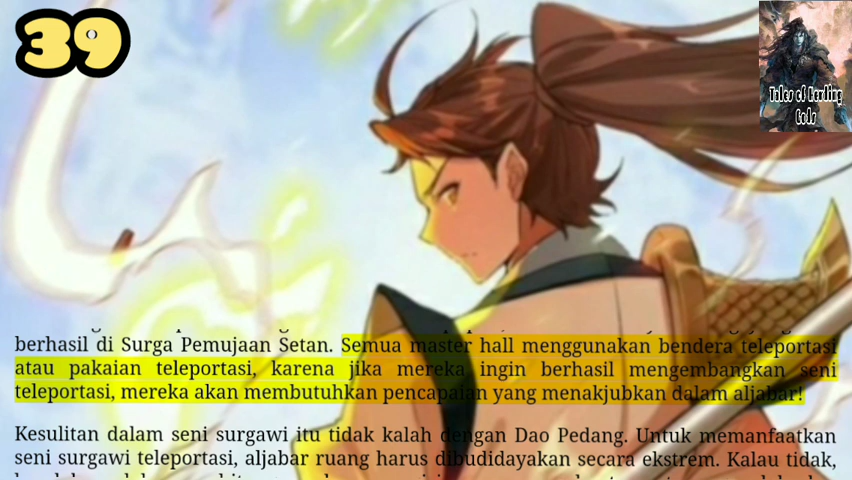 39
Tales of Herding
Gods
berhasil di Surga Pemujaan Setan. Semua master hall menggunakan bendera teleportasi
atau pakaian teleportasi, karena jika mereka ingin berhasil mengembangkan seni
teleportasi, mereka akan membutuhkan pencapaian yang menakjubkan dalam aljabar!
Kesulitan dalam seni surgawi itu tidak kalah dengan Dao Pedang. Untuk memanfaatkan
seni surgawi teleportasi, aljabar ruang harus dibudidayakan secara ekstrem. Kalau tidak,